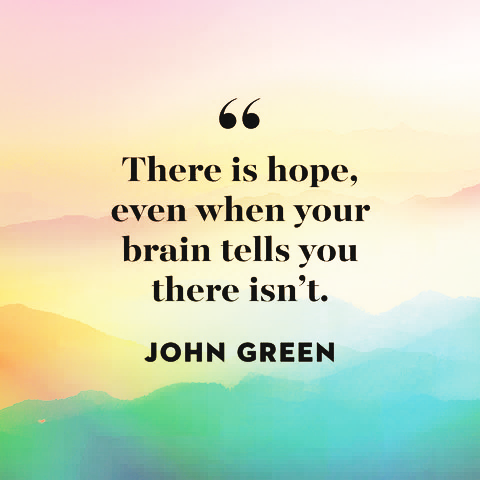 “
There is hope,
even when your
brain tells you
there isn’t.
JOHN GREEN